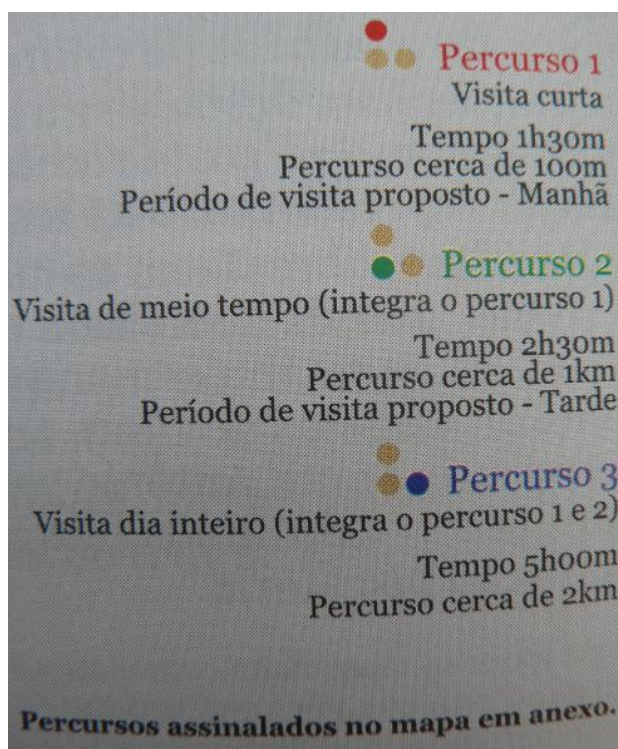 Percurso 1
Visita curta
Tempo 1h30m
Percurso cerca de 100m
Período de visita proposto - Manhã
Percurso 2
Visita de meio tempo (integra o percurso 1)
Tempo 2h30m
Percurso cerca de 1km
Período de visita proposto - Tarde
Percurso 3
Visita dia inteiro (integra o percurso 1 e 2)
Tempo 5h00m
Percurso cerca de 2km
Percursos assinalados no mapa em anexo.